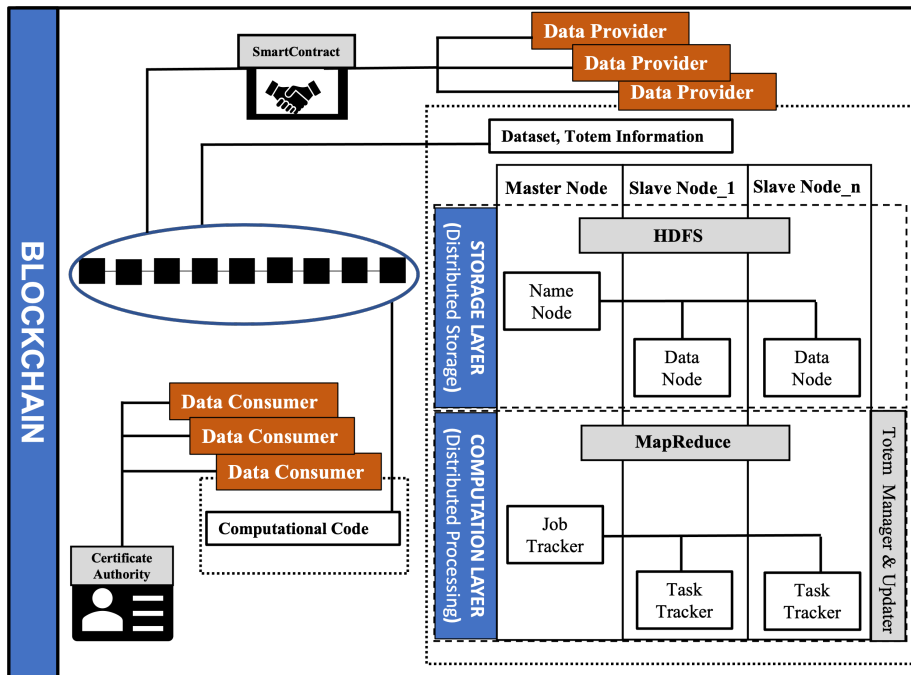 BLOCKCHAIN
SmartContract
Data Provider
Data Provider
Data Provider
Dataset, Totem Information
Master Node
Slave Node_1
Slave Node_n
STORAGE LAYER
(Distributed Storage)
HDFS
Name
Node
Data
Node
Data
Node
Data Consumer
Data Consumer
Data Consumer
Computational Code
Certificate
Authority
COMPUTATION LAYER
(Distributed Processing)
MapReduce
Job
Tracker
Task
Tracker
Task
Tracker
Totem Manager & Updater